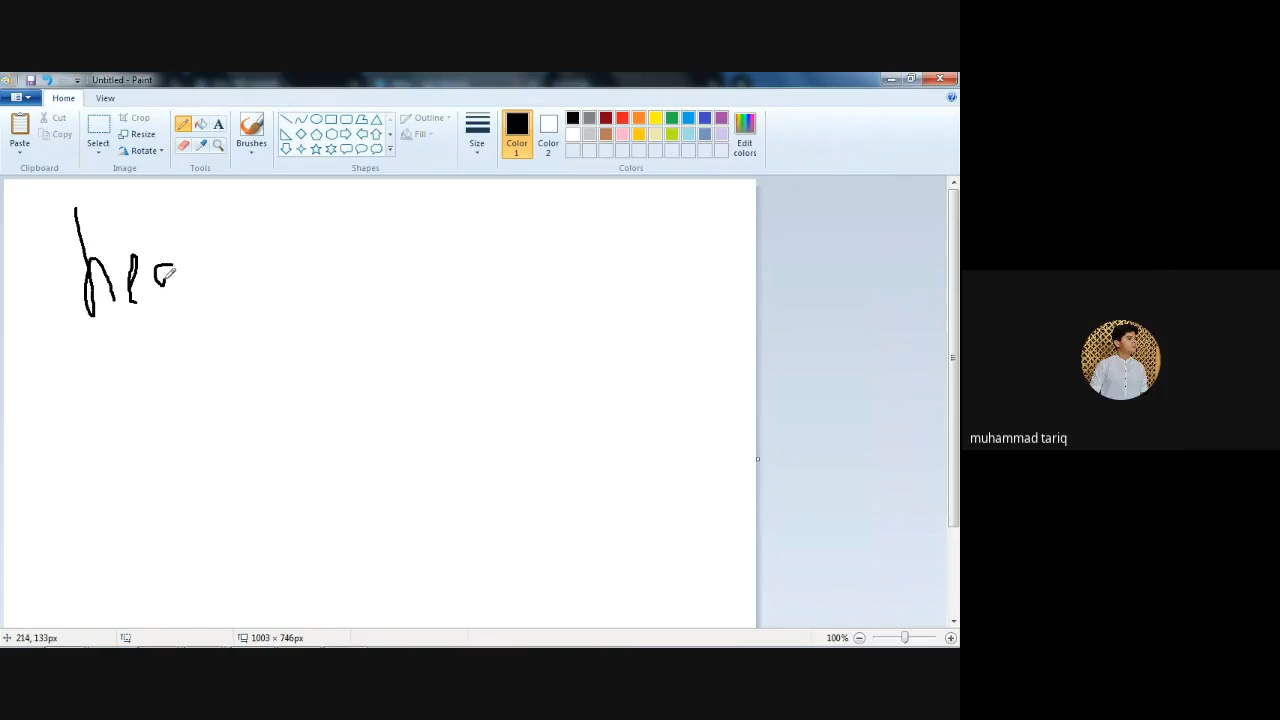 Untitled - Paint
Home View
Paste
Cut
Copy
Clipboard
Select
Crop
Resize
Rotate
Image
A
Tools
Brushes
Outline
Fill
Shapes
Size
Color 1
Color 2
Edit colors
Colors
muhammad tariq
214, 133px
1003 × 746px
100%